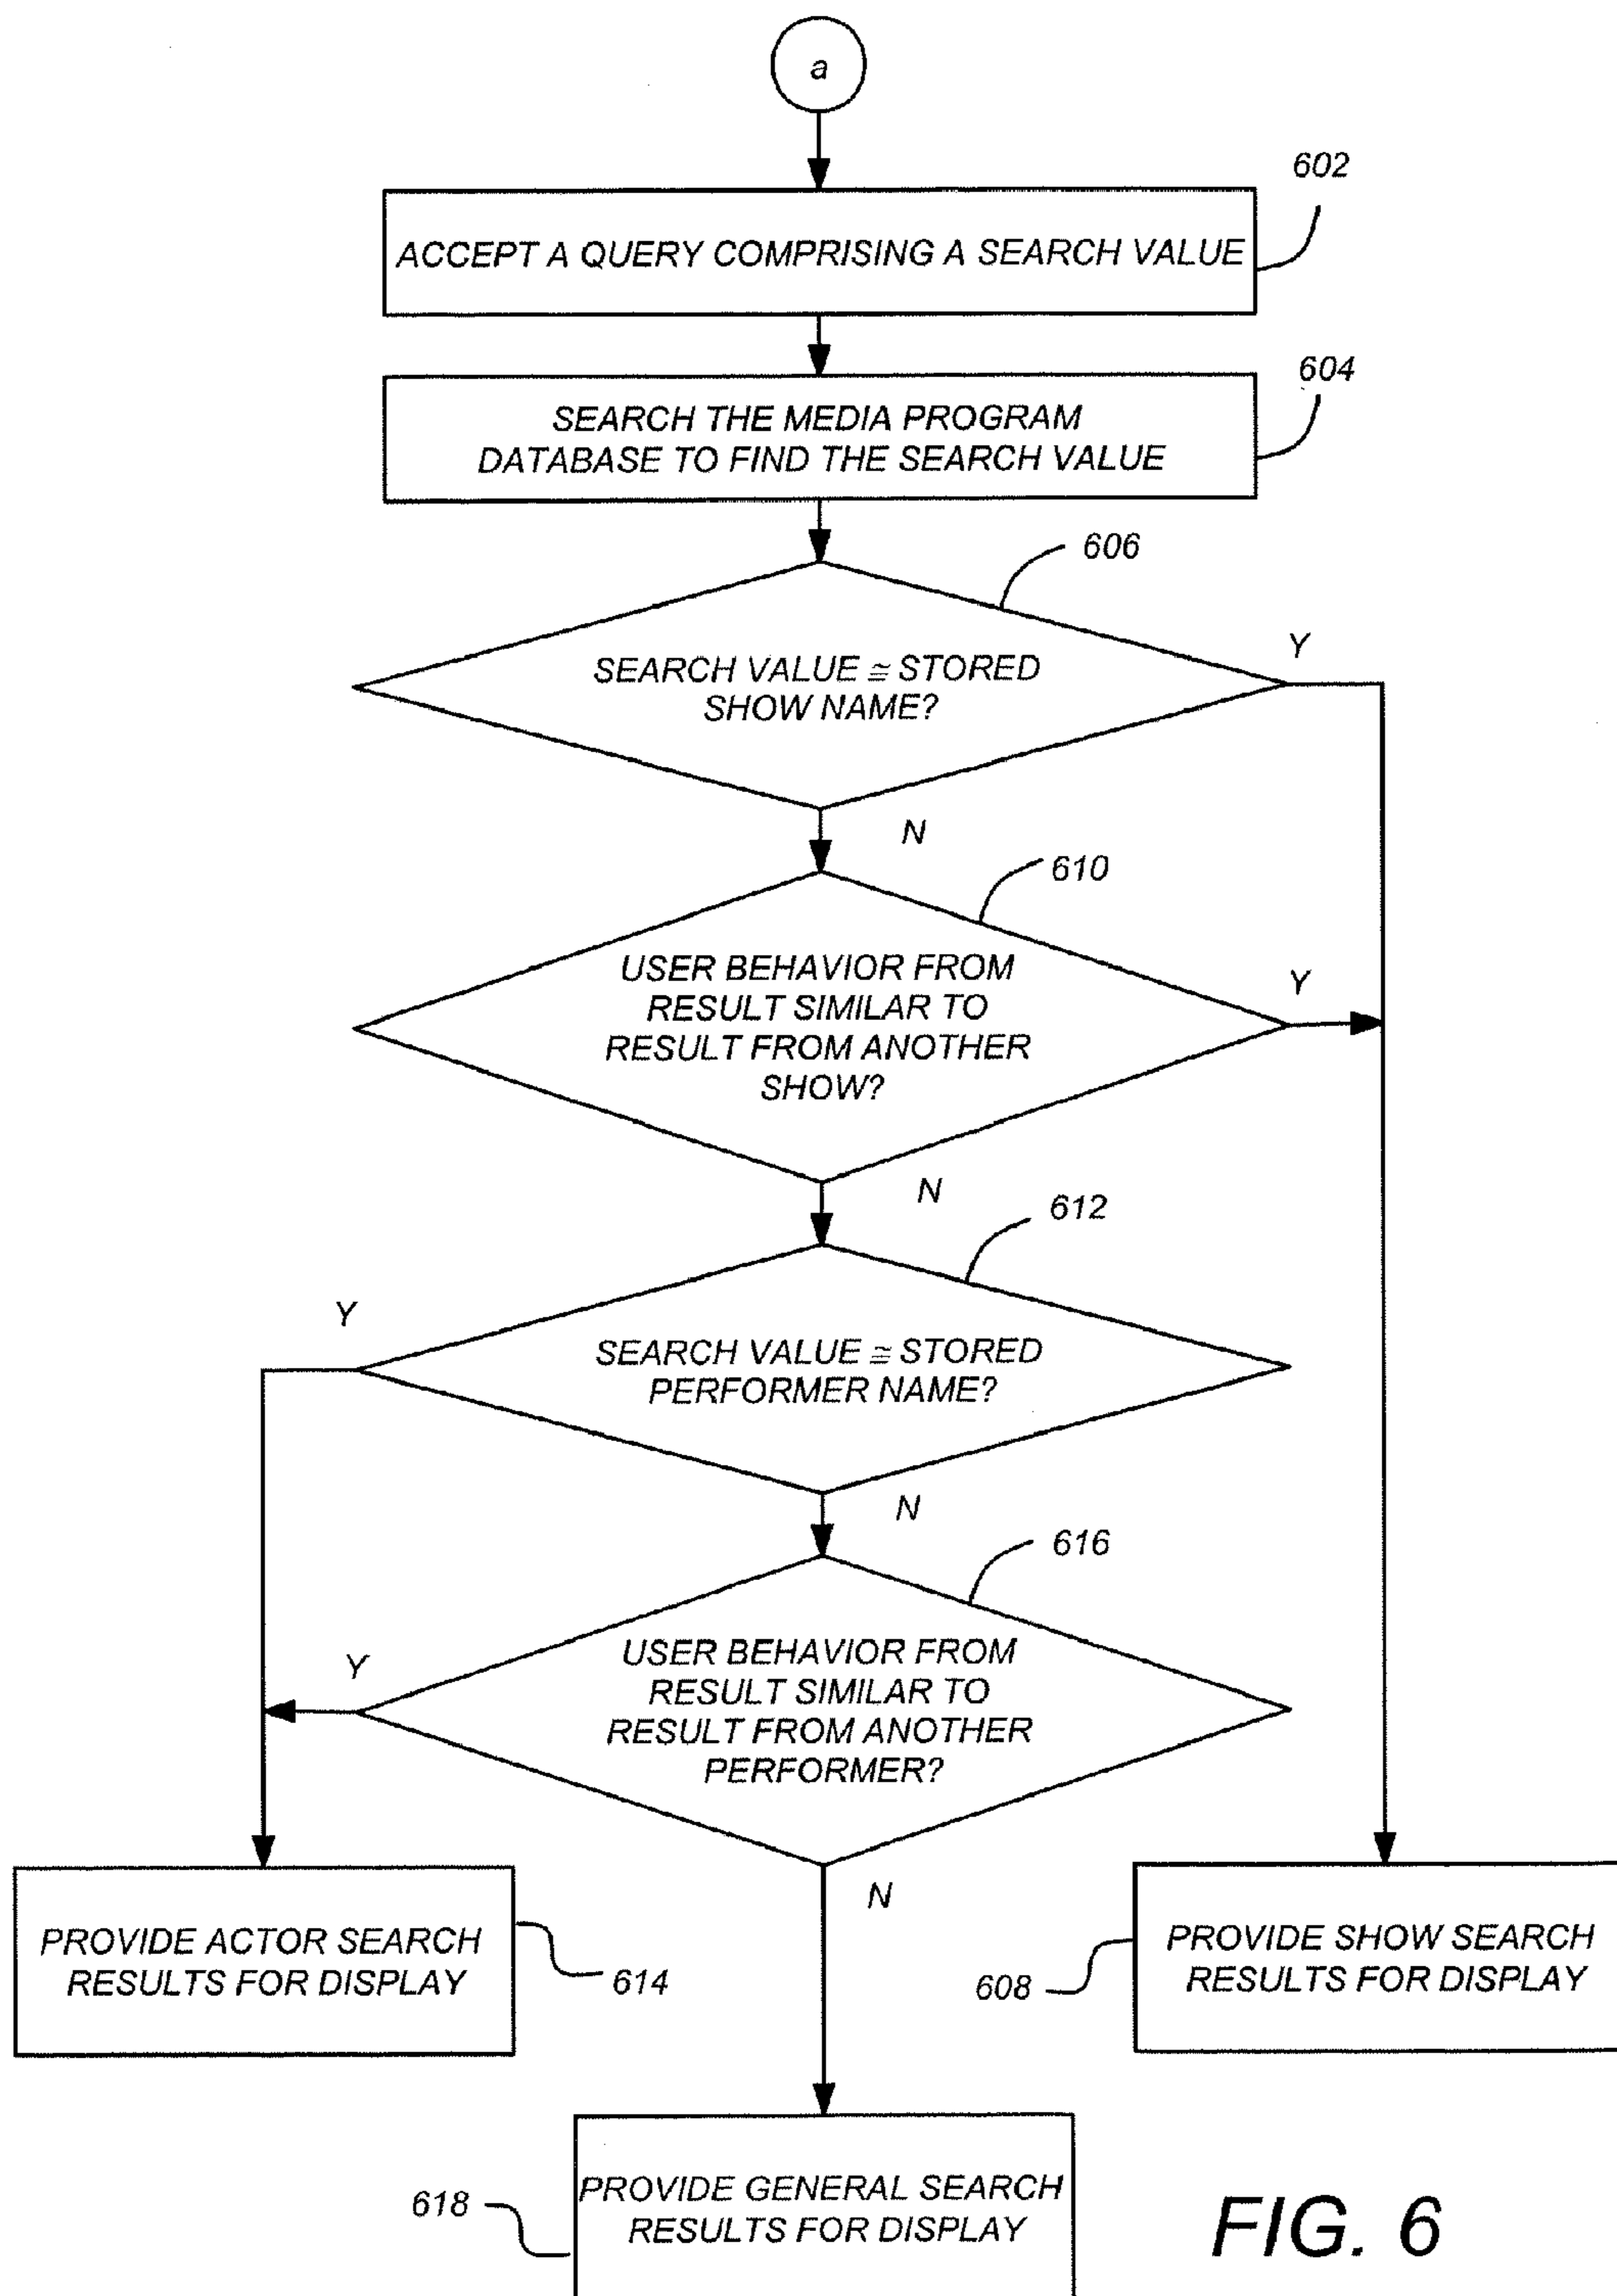 a
602
ACCEPT A QUERY COMPRISING A SEARCH VALUE
604
SEARCH THE MEDIA PROGRAM
DATABASE TO FIND THE SEARCH VALUE
606
Y
SEARCH VALUE ≅ STORED
SHOW NAME?
N
610
USER BEHAVIOR FROM
RESULT SIMILAR TO
RESULT FROM ANOTHER
SHOW?
Y
N
612
Y
SEARCH VALUE ≅ STORED
PERFORMER NAME?
N
616
Y
USER BEHAVIOR FROM
RESULT SIMILAR TO
RESULT FROM ANOTHER
PERFORMER?
N
PROVIDE ACTOR SEARCH
RESULTS FOR DISPLAY
614
608
PROVIDE SHOW SEARCH
RESULTS FOR DISPLAY
618
PROVIDE GENERAL SEARCH
RESULTS FOR DISPLAY
FIG. 6